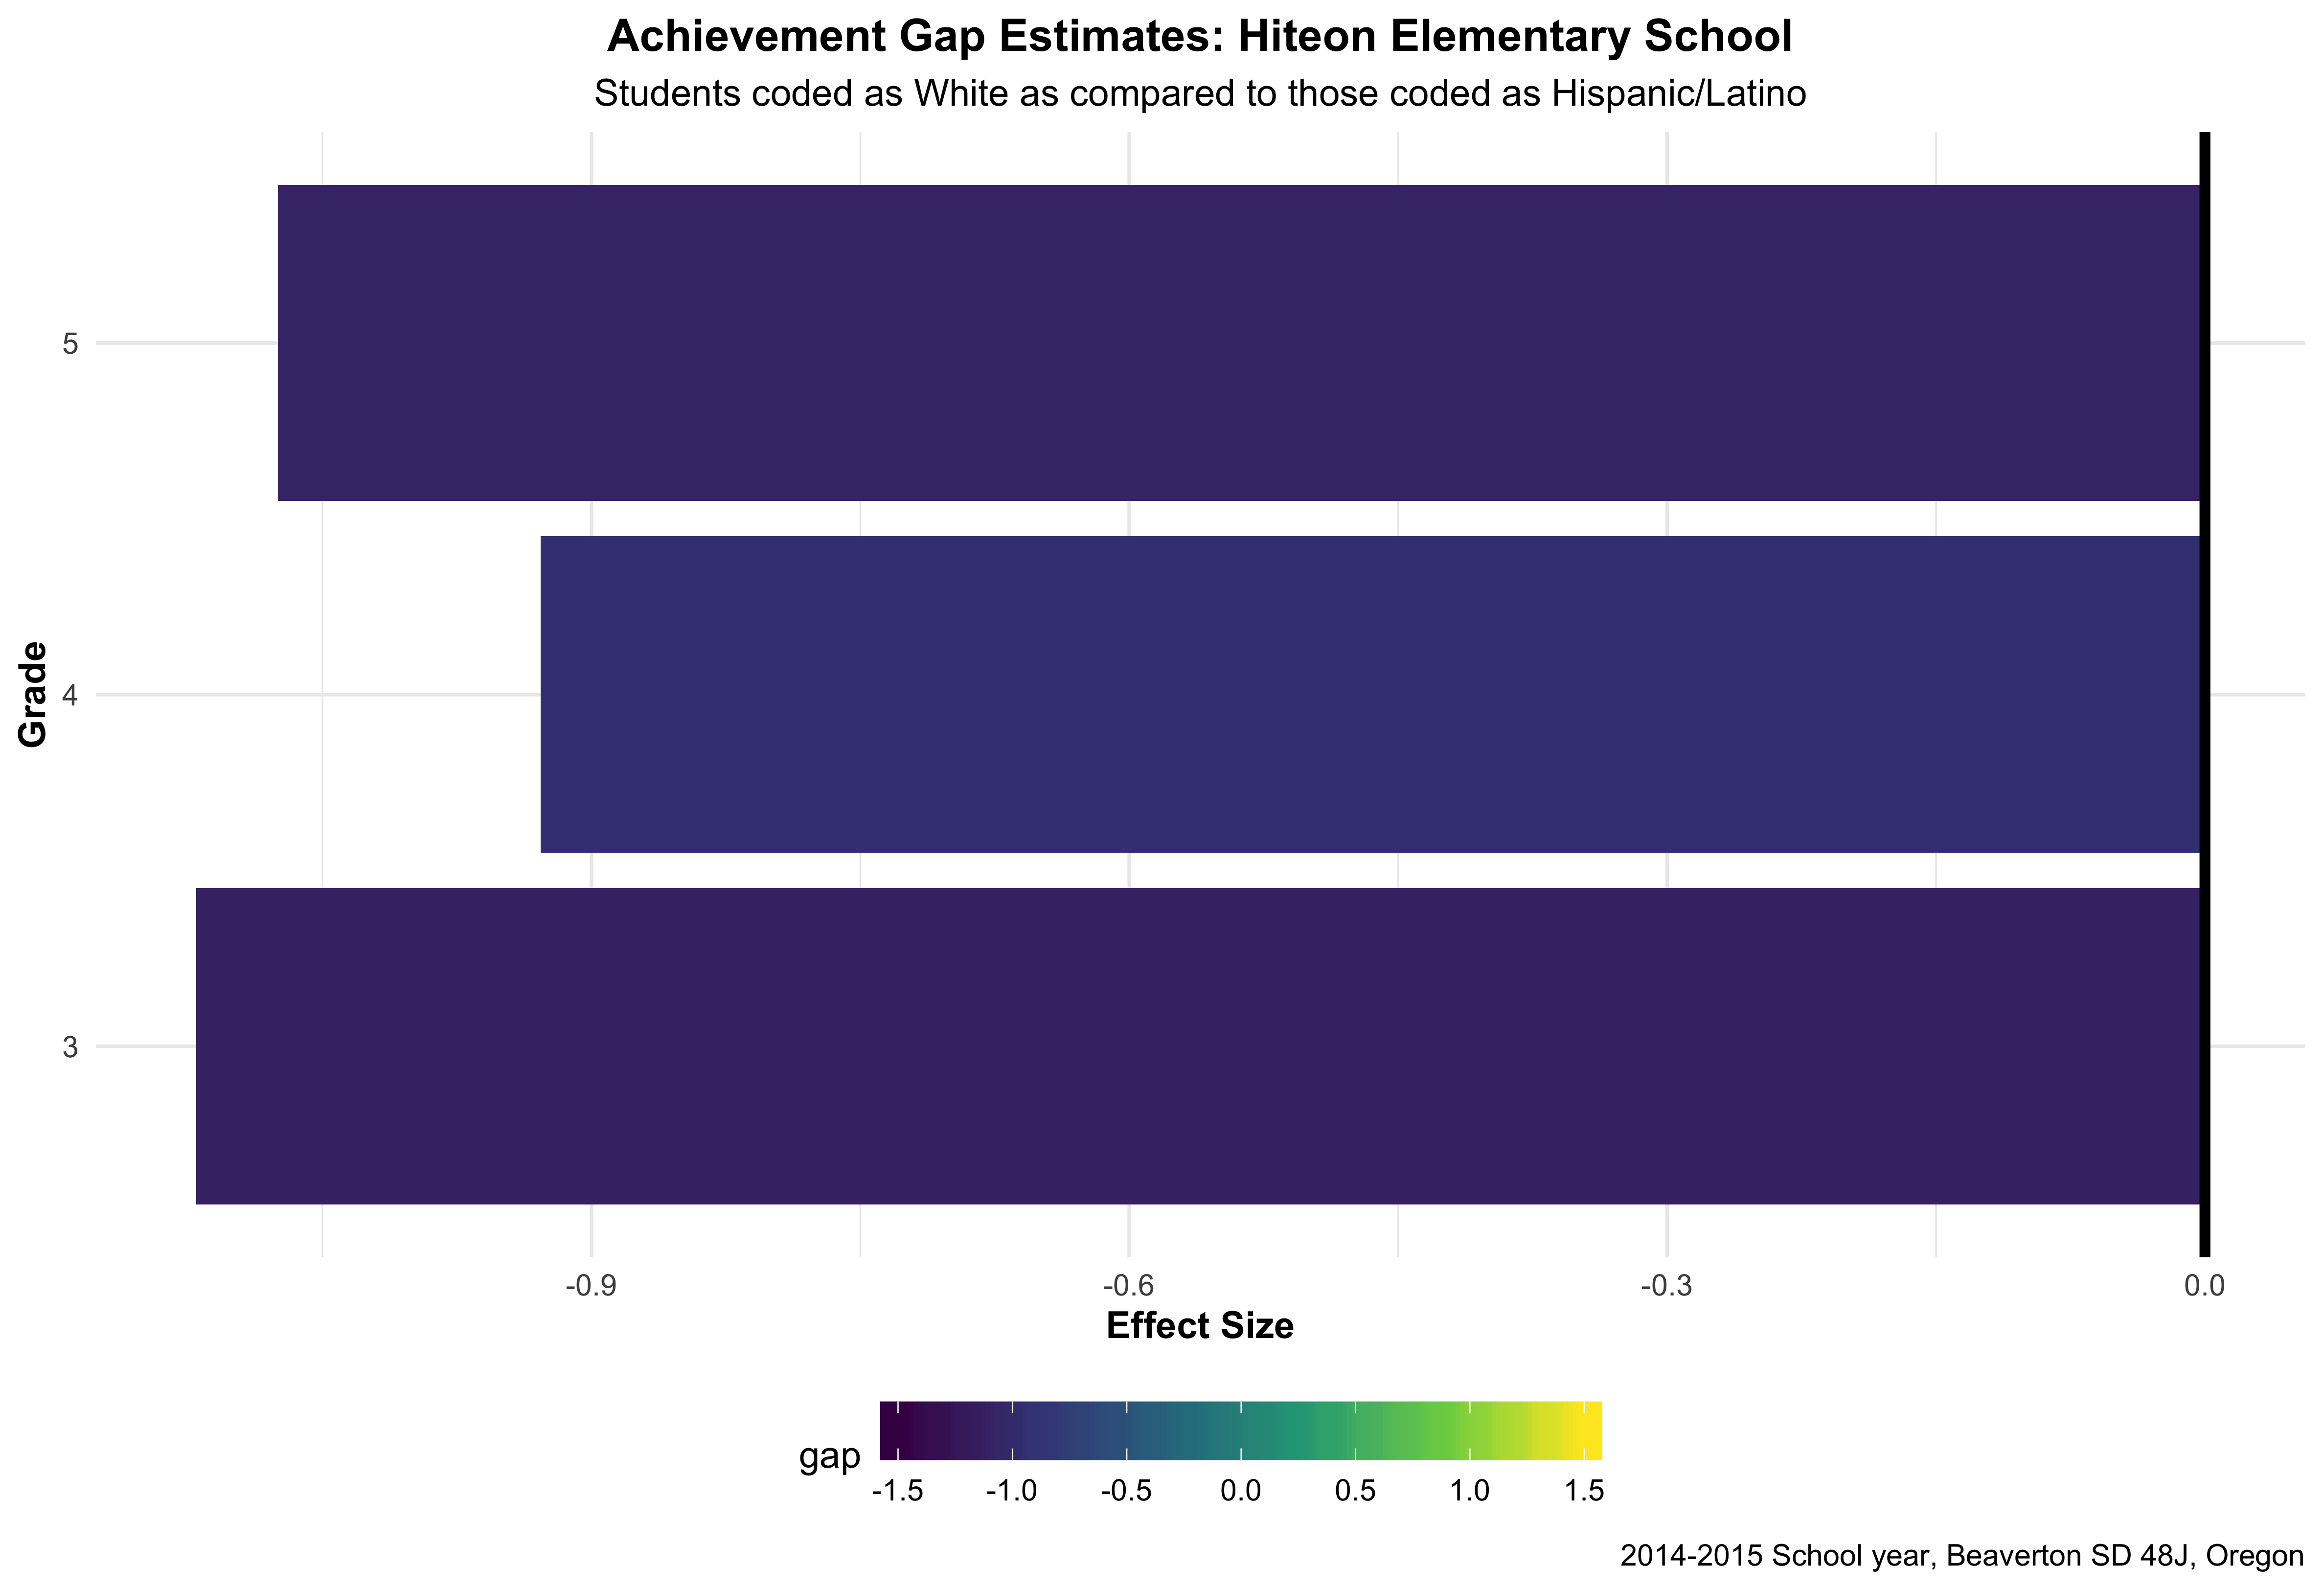 Achievement Gap Estimates: Hiteon Elementary School
Students coded as White as compared to those coded as Hispanic/Latino
Grade
5
4
3
-0.9 -0.6 -0.3 0.0
Effect Size
gap
-1.5 -1.0 -0.5 0.0 0.5 1.0 1.5
2014-2015 School year, Beaverton SD 48J, Oregon